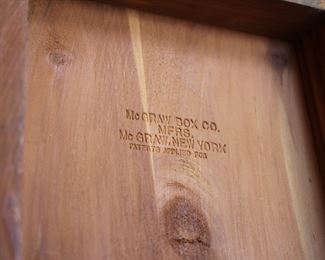 McGRAW BOX CO.
MFRS.
McGRAW, NEW YORK
PATENTS APPLIED FOR